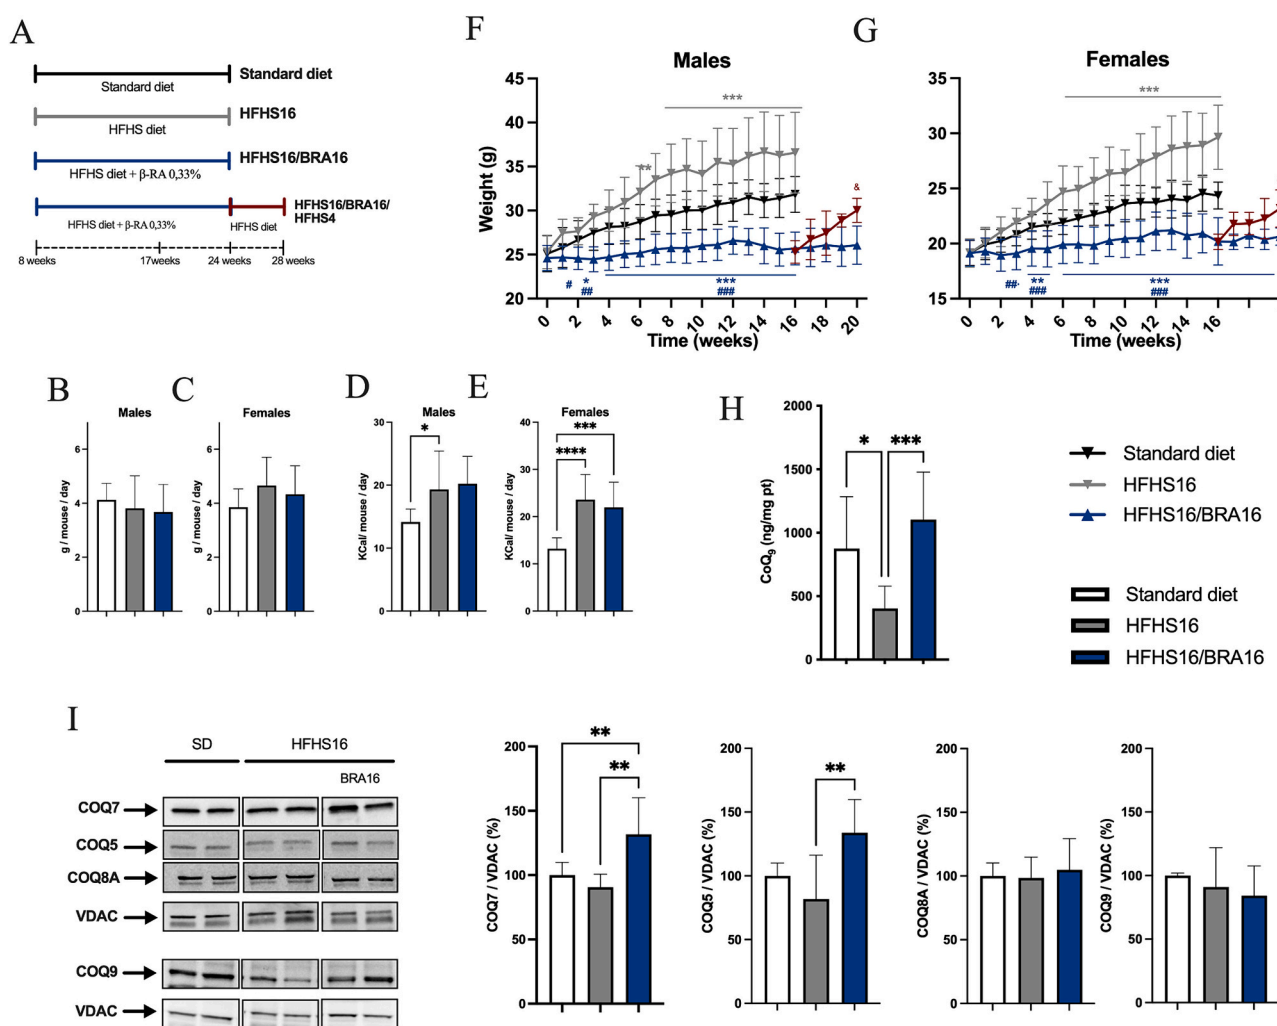 A
Standard diet
Standard diet
HFHS16
HFHS diet
HFHS16/BRA16
HFHS diet + β-RA 0,33%
HFHS16/BRA16/
HFHS4
HFHS diet + β-RA 0,33%
HFHS diet
8 weeks
17weeks
24 weeks
28 weeks
F
Males
Weight (g)
45
40
35
30
25
20
***
**
&
#
*
##
***
###
0
2
4
6
8
10
12
14
16
18
20
Time (weeks)
G
Females
35
30
25
20
15
***
##
**
###
***
###
0
2
4
6
8
10
12
14
16
Time (weeks)
B
Males
g / mouse / day
6
4
2
0
C
Females
g / mouse / day
6
4
2
0
D
Males
KCal/ mouse / day
30
20
10
0
*
E
Females
KCal/ mouse / day
40
30
20
10
0
***
****
H
CoQ9 (ng/mg pt)
2000
1500
1000
500
0
*
***
Standard diet
HFHS16
HFHS16/BRA16
Standard diet
HFHS16
HFHS16/BRA16
I
SD
HFHS16
BRA16
COQ7
COQ5
COQ8A
VDAC
COQ9
VDAC
COQ7 / VDAC (%)
200
150
100
50
0
**
**
COQ5 / VDAC (%)
200
150
100
50
0
**
COQ8A / VDAC (%)
200
150
100
50
0
COQ9 / VDAC (%)
200
150
100
50
0